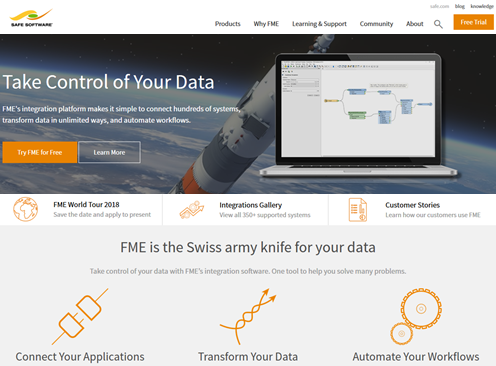 safe.com blog knowledge
SAFE SOFTWARE
Products Why FME Learning & Support Community About Free Trial
Take Control of Your Data
FME's integration platform makes it simple to connect hundreds of systems,
transform data in unlimited ways, and automate workflows.
Try FME for Free Learn More
FME World Tour 2018
Save the date and apply to present
Integrations Gallery
View all 350+ supported systems
Customer Stories
Learn how our customers use FME
FME is the Swiss army knife for your data
Take control of your data with FME's integration software. One tool to help you solve many problems.
Connect Your Applications
Transform Your Data
Automate Your Workflows